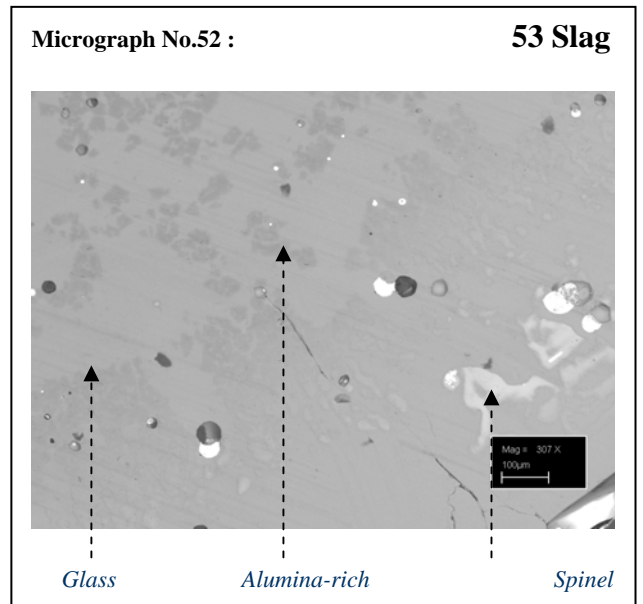 Micrograph No.52 : 53 Slag
Mag = 307 X
100µm
Glass Alumina-rich Spinel